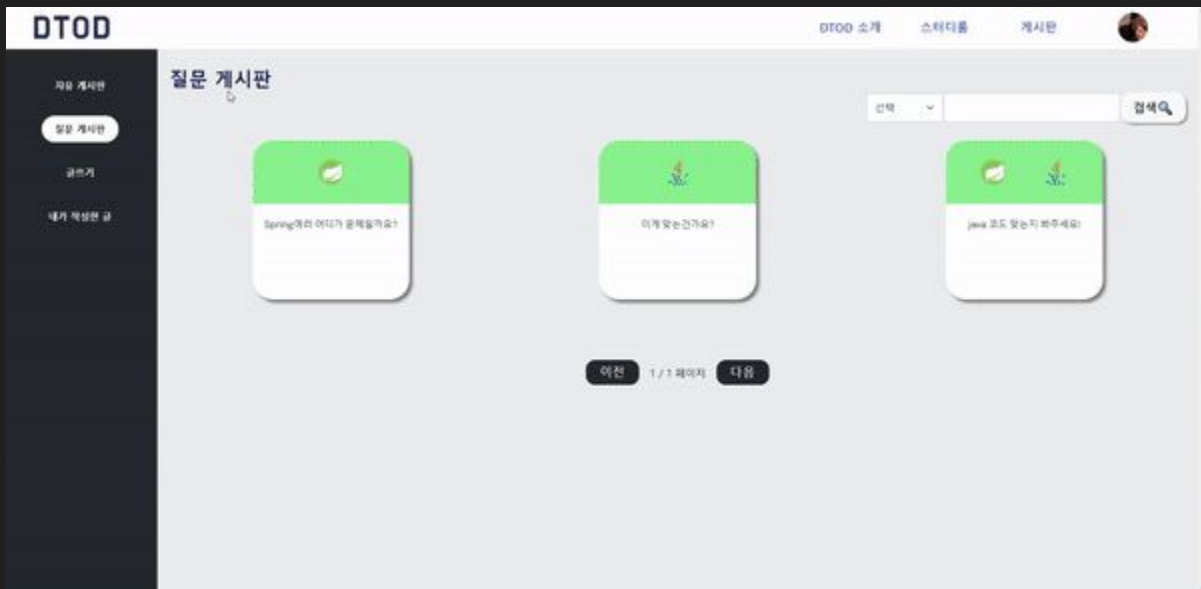 DTOD
DTOD 소개
스터디룸
게시판
자유 게시판
질문 게시판
글쓰기
내가 작성한 글
질문 게시판
선택
검색
Spring에러 어디가 문제일까요?
이게 맞는건가요?
java 코드 맞는지 봐주세요!
이전
1 / 1 페이지
다음